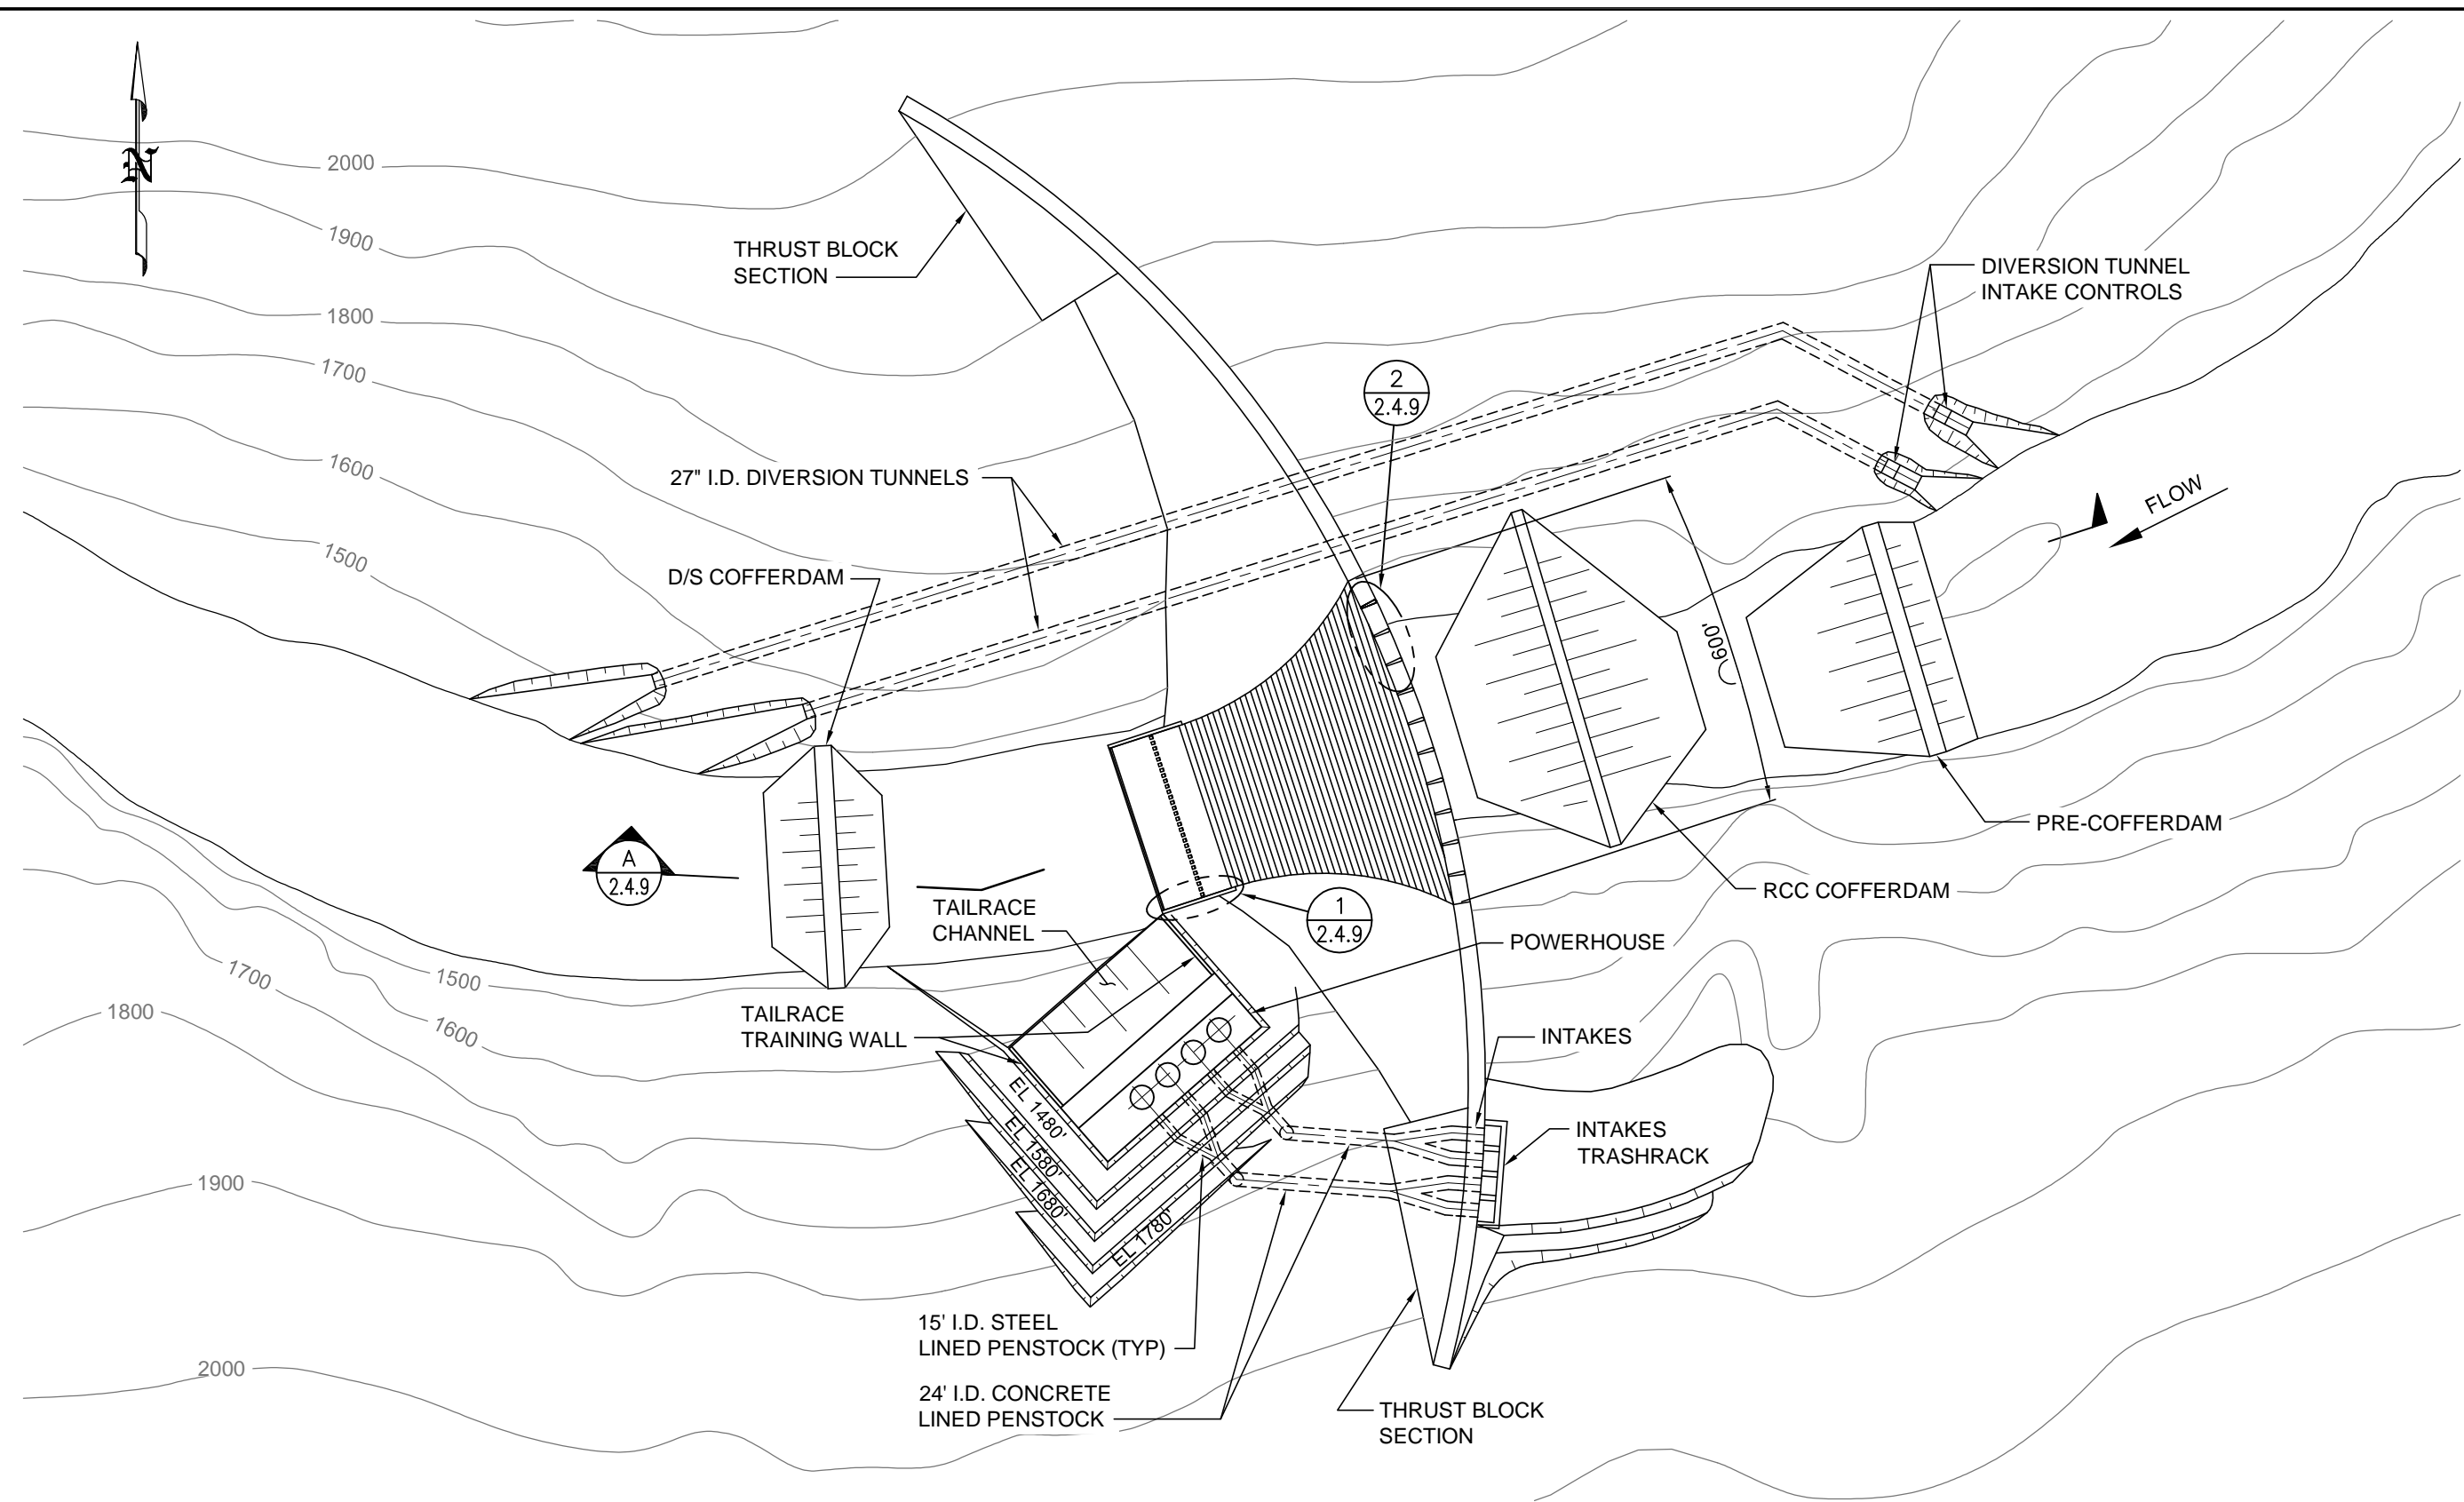 N
2000
1900
1800
1700
1600
1500
THRUST BLOCK
SECTION
DIVERSION TUNNEL
INTAKE CONTROLS
2
2.4.9
27" I.D. DIVERSION TUNNELS
FLOW
D/S COFFERDAM
600'
PRE-COFFERDAM
A
2.4.9
TAILRACE
CHANNEL
1
2.4.9
RCC COFFERDAM
POWERHOUSE
1700
1500
1800
1600
TAILRACE
TRAINING WALL
INTAKES
EL 1480'
EL 1580'
EL 1680'
EL 1780'
INTAKES
TRASHRACK
1900
15' I.D. STEEL
LINED PENSTOCK (TYP)
2000
24' I.D. CONCRETE
LINED PENSTOCK
THRUST BLOCK
SECTION